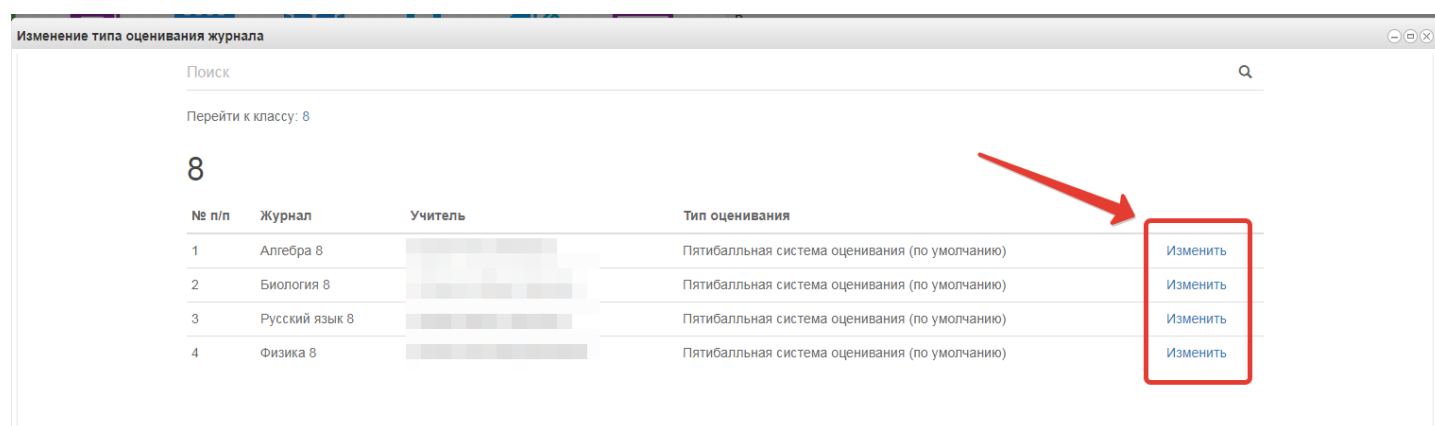 Изменение типа оценивания журнала
Поиск
Перейти к классу: 8
8
№ п/п Журнал Учитель Тип оценивания
1 Алгебра 8 Пятибалльная система оценивания (по умолчанию) Изменить
2 Биология 8 Пятибалльная система оценивания (по умолчанию) Изменить
3 Русский язык 8 Пятибалльная система оценивания (по умолчанию) Изменить
4 Физика 8 Пятибалльная система оценивания (по умолчанию) Изменить